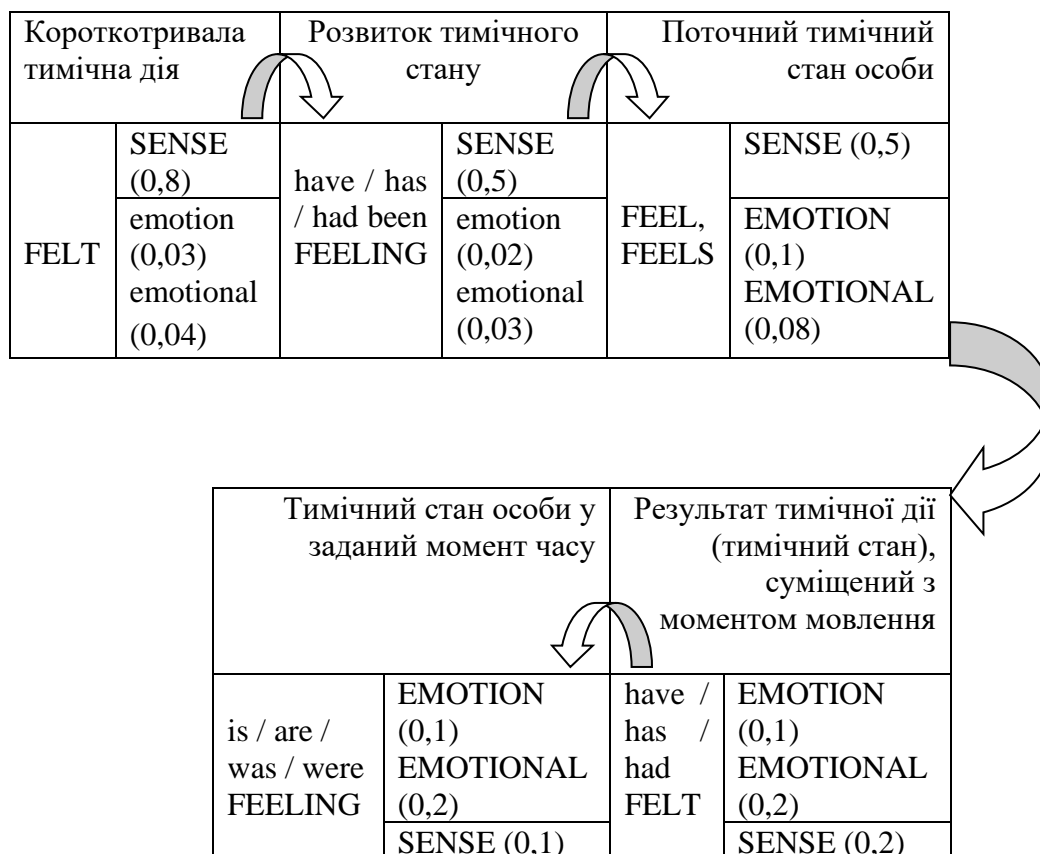 Короткотривала
тимічна дія
Розвиток тимічного
стану
Поточний тимічний
стан особи
FELT
SENSE
(0,8)
emotion
(0,03)
emotional
(0,04)
have / has
/ had been
FEELING
SENSE
(0,5)
emotion
(0,02)
emotional
(0,03)
FEEL,
FEELS
SENSE (0,5)
EMOTION
(0,1)
EMOTIONAL
(0,08)
Тимічний стан особи у
заданий момент часу
Результат тимічної дії
(тимічний стан),
суміщений з
моментом мовлення
is / are /
was / were
FEELING
EMOTION
(0,1)
EMOTIONAL
(0,2)
SENSE (0,1)
have /
has /
had
FELT
EMOTION
(0,1)
EMOTIONAL
(0,2)
SENSE (0,2)